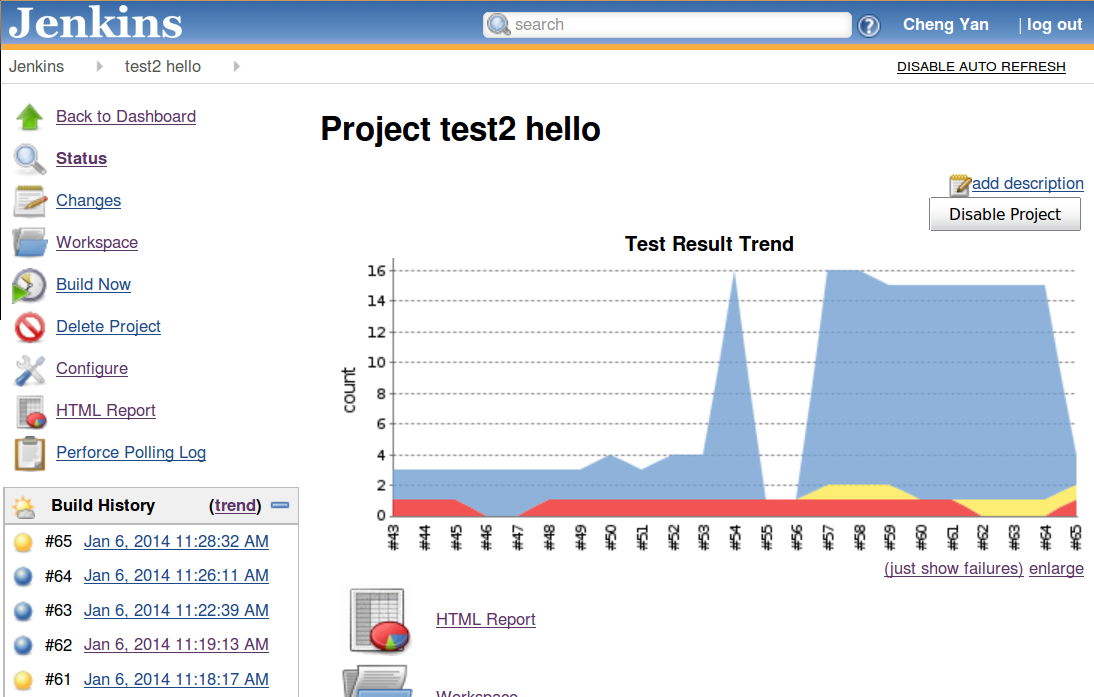 Jenkins
search
Cheng Yan
| log out
Jenkins
test2 hello
DISABLE AUTO REFRESH
Back to Dashboard
Status
Changes
Workspace
Build Now
Delete Project
Configure
HTML Report
Perforce Polling Log
Build History (trend)
#65 Jan 6, 2014 11:28:32 AM
#64 Jan 6, 2014 11:26:11 AM
#63 Jan 6, 2014 11:22:39 AM
#62 Jan 6, 2014 11:19:13 AM
#61 Jan 6, 2014 11:18:17 AM
Project test2 hello
add description
Disable Project
Test Result Trend
count
16
14
12
10
8
6
4
2
0
#43
#44
#45
#46
#47
#48
#49
#50
#51
#52
#53
#54
#55
#56
#57
#58
#59
#60
#61
#62
#63
#64
#65
(just show failures) enlarge
HTML Report
Workspace